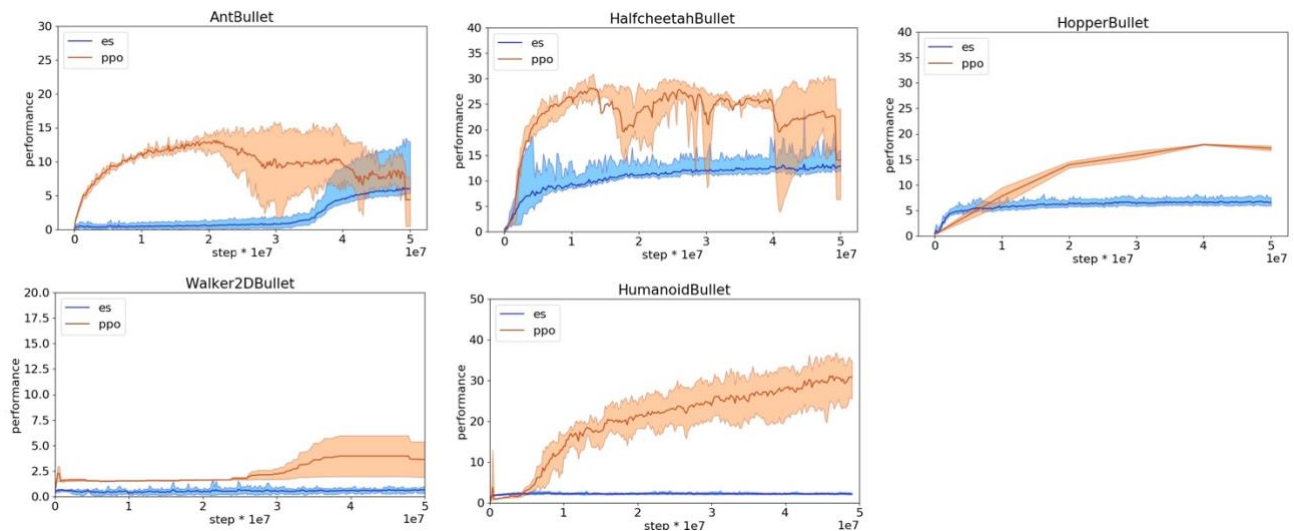 AntBullet
30
25
20
15
10
5
0
performance
es
ppo
0 1 2 3 4 5
step * 1e7
1e7
HalfcheetahBullet
40
35
30
25
20
15
10
5
0
performance
es
ppo
0 1 2 3 4 5
step * 1e7
1e7
HopperBullet
40
35
30
25
20
15
10
5
0
performance
es
ppo
0 1 2 3 4 5
step * 1e7
1e7
Walker2DBullet
20.0
17.5
15.0
12.5
10.0
7.5
5.0
2.5
0.0
performance
es
ppo
0 1 2 3 4 5
step * 1e7
1e7
HumanoidBullet
50
40
30
20
10
0
performance
es
ppo
0 1 2 3 4 5
step * 1e7
1e7